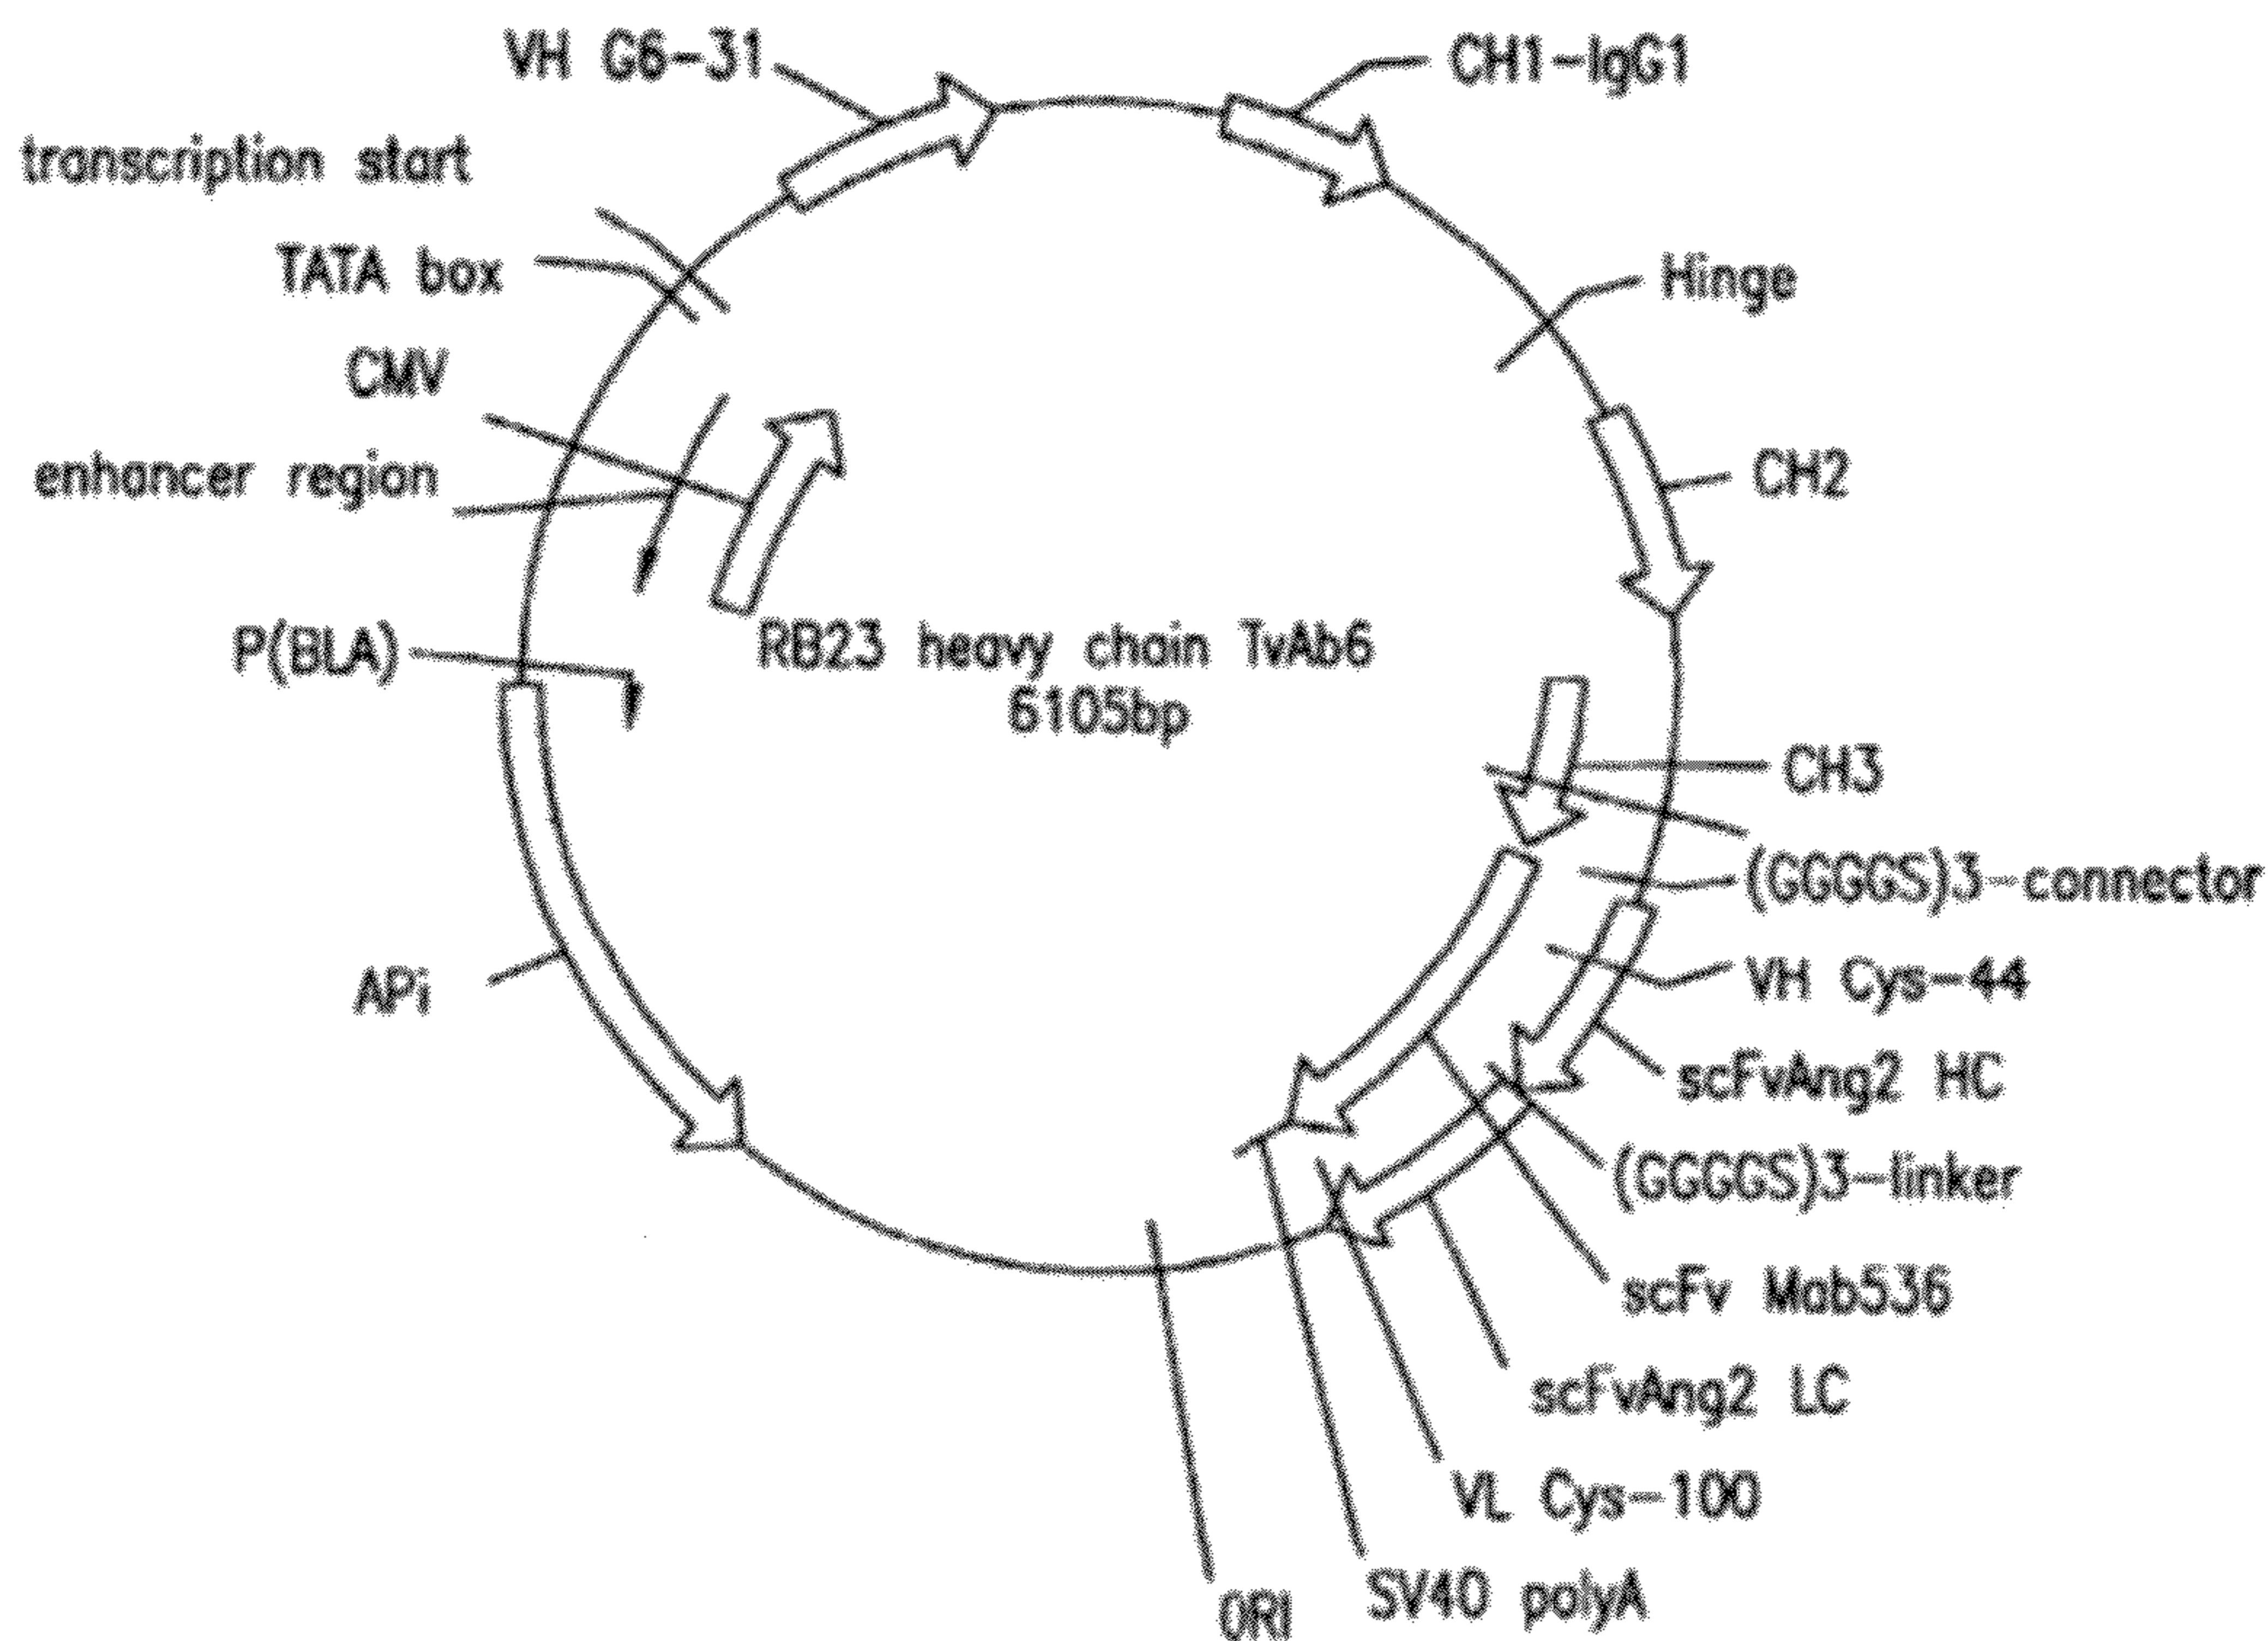 VH G6-31
CH1-IgG1
transcription start
TATA box
Hinge
CMV
enhancer region
CH2
P(BLA)
RB23 heavy chain TvAb6
6105bp
CH3
(GGGGS)3-connector
APi
VH Cys-44
scFvAng2 HC
(GGGGS)3-linker
scFv Mab536
scFvAng2 LC
VL Cys-100
SV40 polyA
ORI